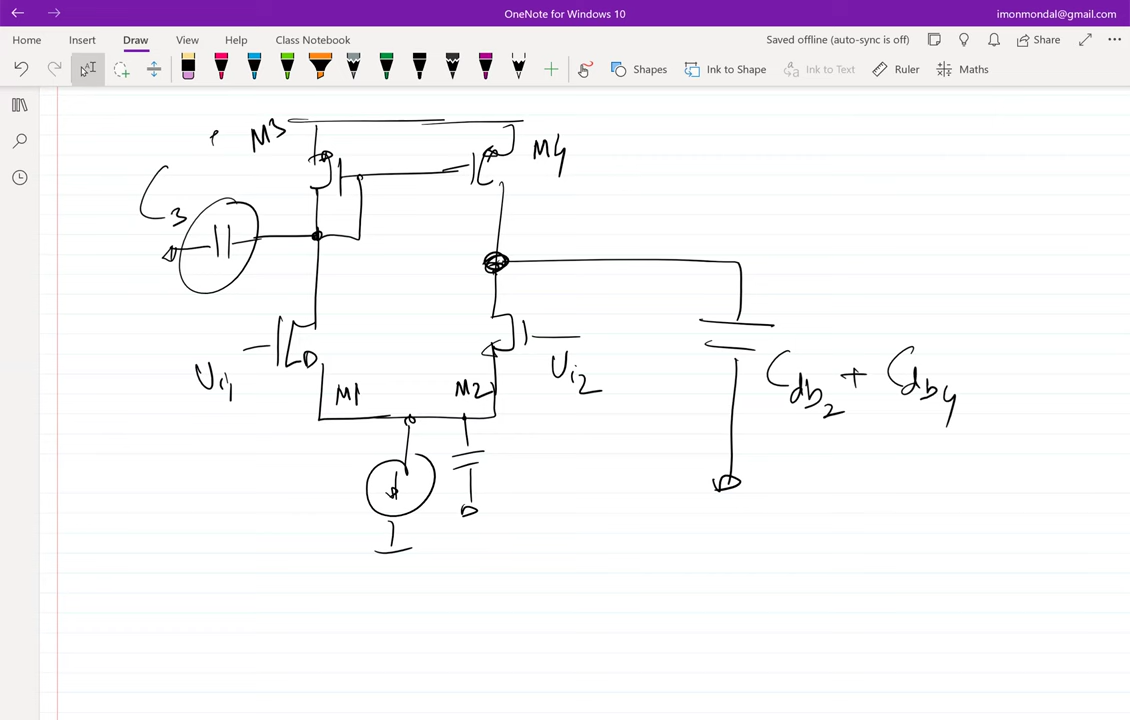 OneNote for Windows 10
imonmondal@gmail.com
Home Insert Draw View Help Class Notebook
Saved offline (auto-sync is off) Share
Shapes Ink to Shape Ink to Text Ruler Maths
M3
M4
C3
Vi1
Vi2
M1 M2
Cdb2 + Cdb4
I